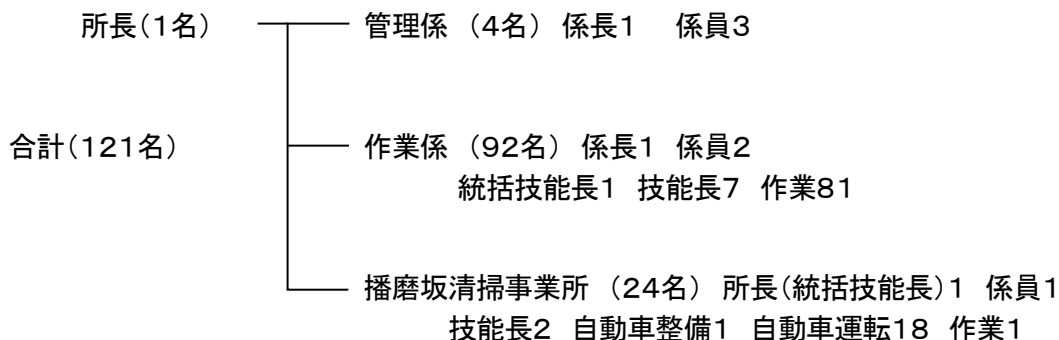 所長(1名) 管理係 (4名) 係長1 係員3
合計(121名) 作業係 (92名) 係長1 係員2
統括技能長1 技能長7 作業81
播磨坂清掃事業所 (24名) 所長(統括技能長)1 係員1
技能長2 自動車整備1 自動車運転18 作業1